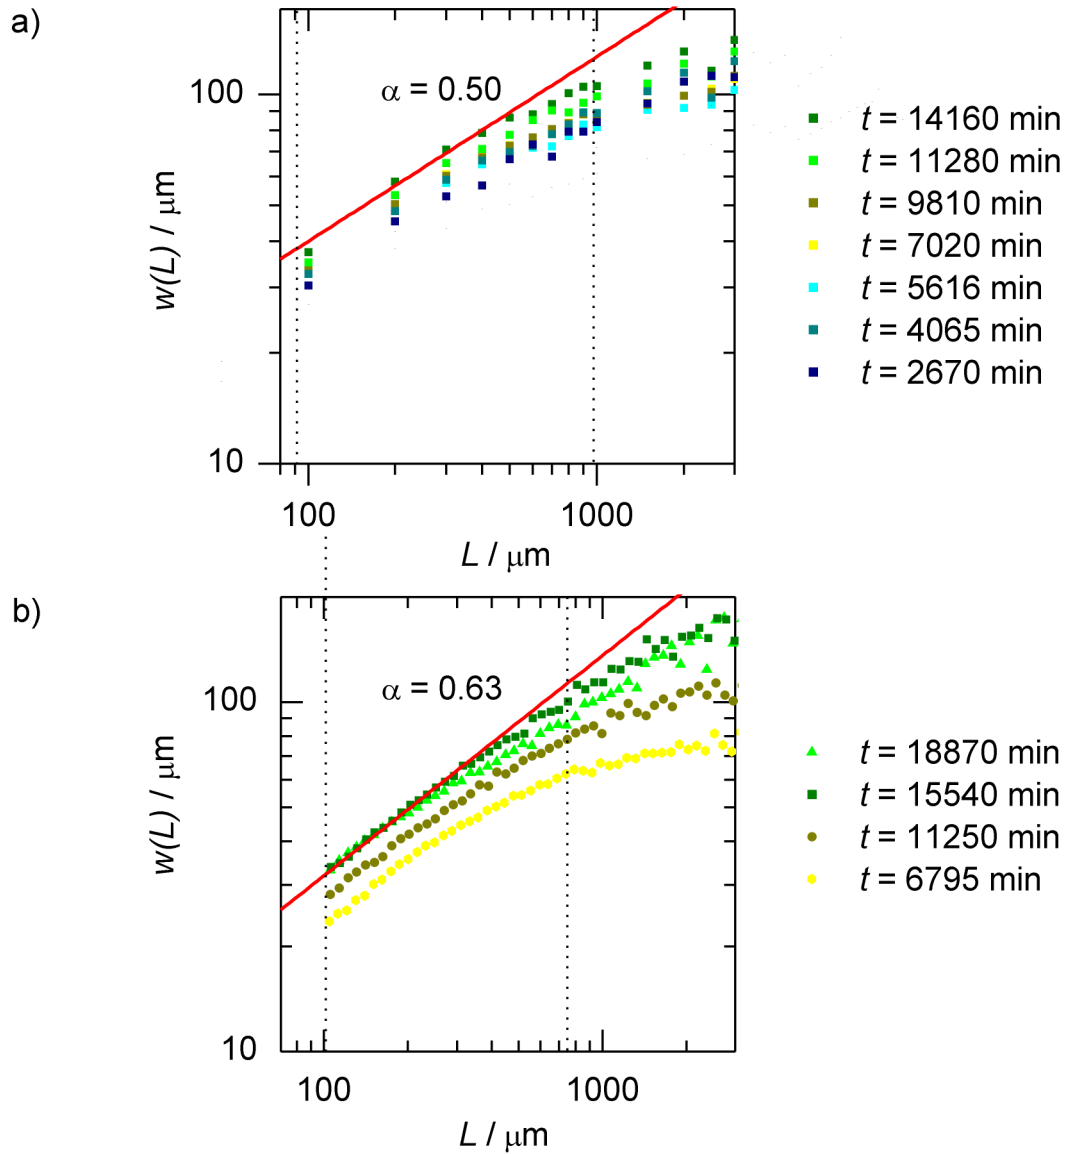 a)
α = 0.50
100
10
w(L) / μm
100
1000
L / μm
t = 14160 min
t = 11280 min
t = 9810 min
t = 7020 min
t = 5616 min
t = 4065 min
t = 2670 min
b)
α = 0.63
100
10
w(L) / μm
100
1000
L / μm
t = 18870 min
t = 15540 min
t = 11250 min
t = 6795 min